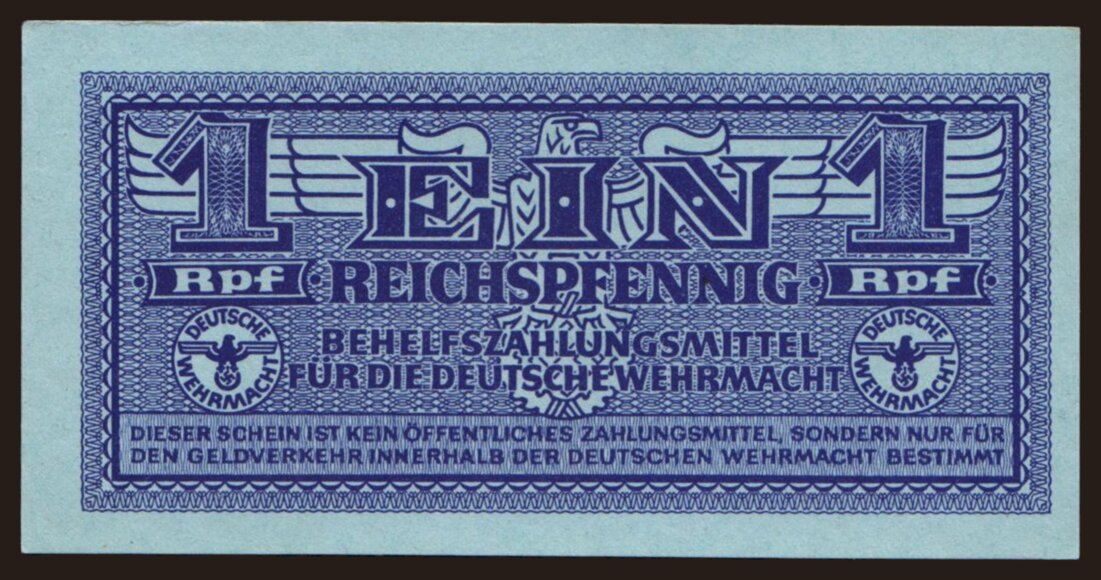 1 EIN 1
Rpf REICHSPFENNIG Rpf
BEHELFSZAHLUNGSMITTEL
FÜR DIE DEUTSCHE WEHRMACHT
DEUTSCHE WEHRMACHT
DEUTSCHE WEHRMACHT
DIESER SCHEIN IST KEIN ÖFFENTLICHES ZAHLUNGSMITTEL, SONDERN NUR FÜR
DEN GELDVERKEHR INNERHALB DER DEUTSCHEN WEHRMACHT BESTIMMT